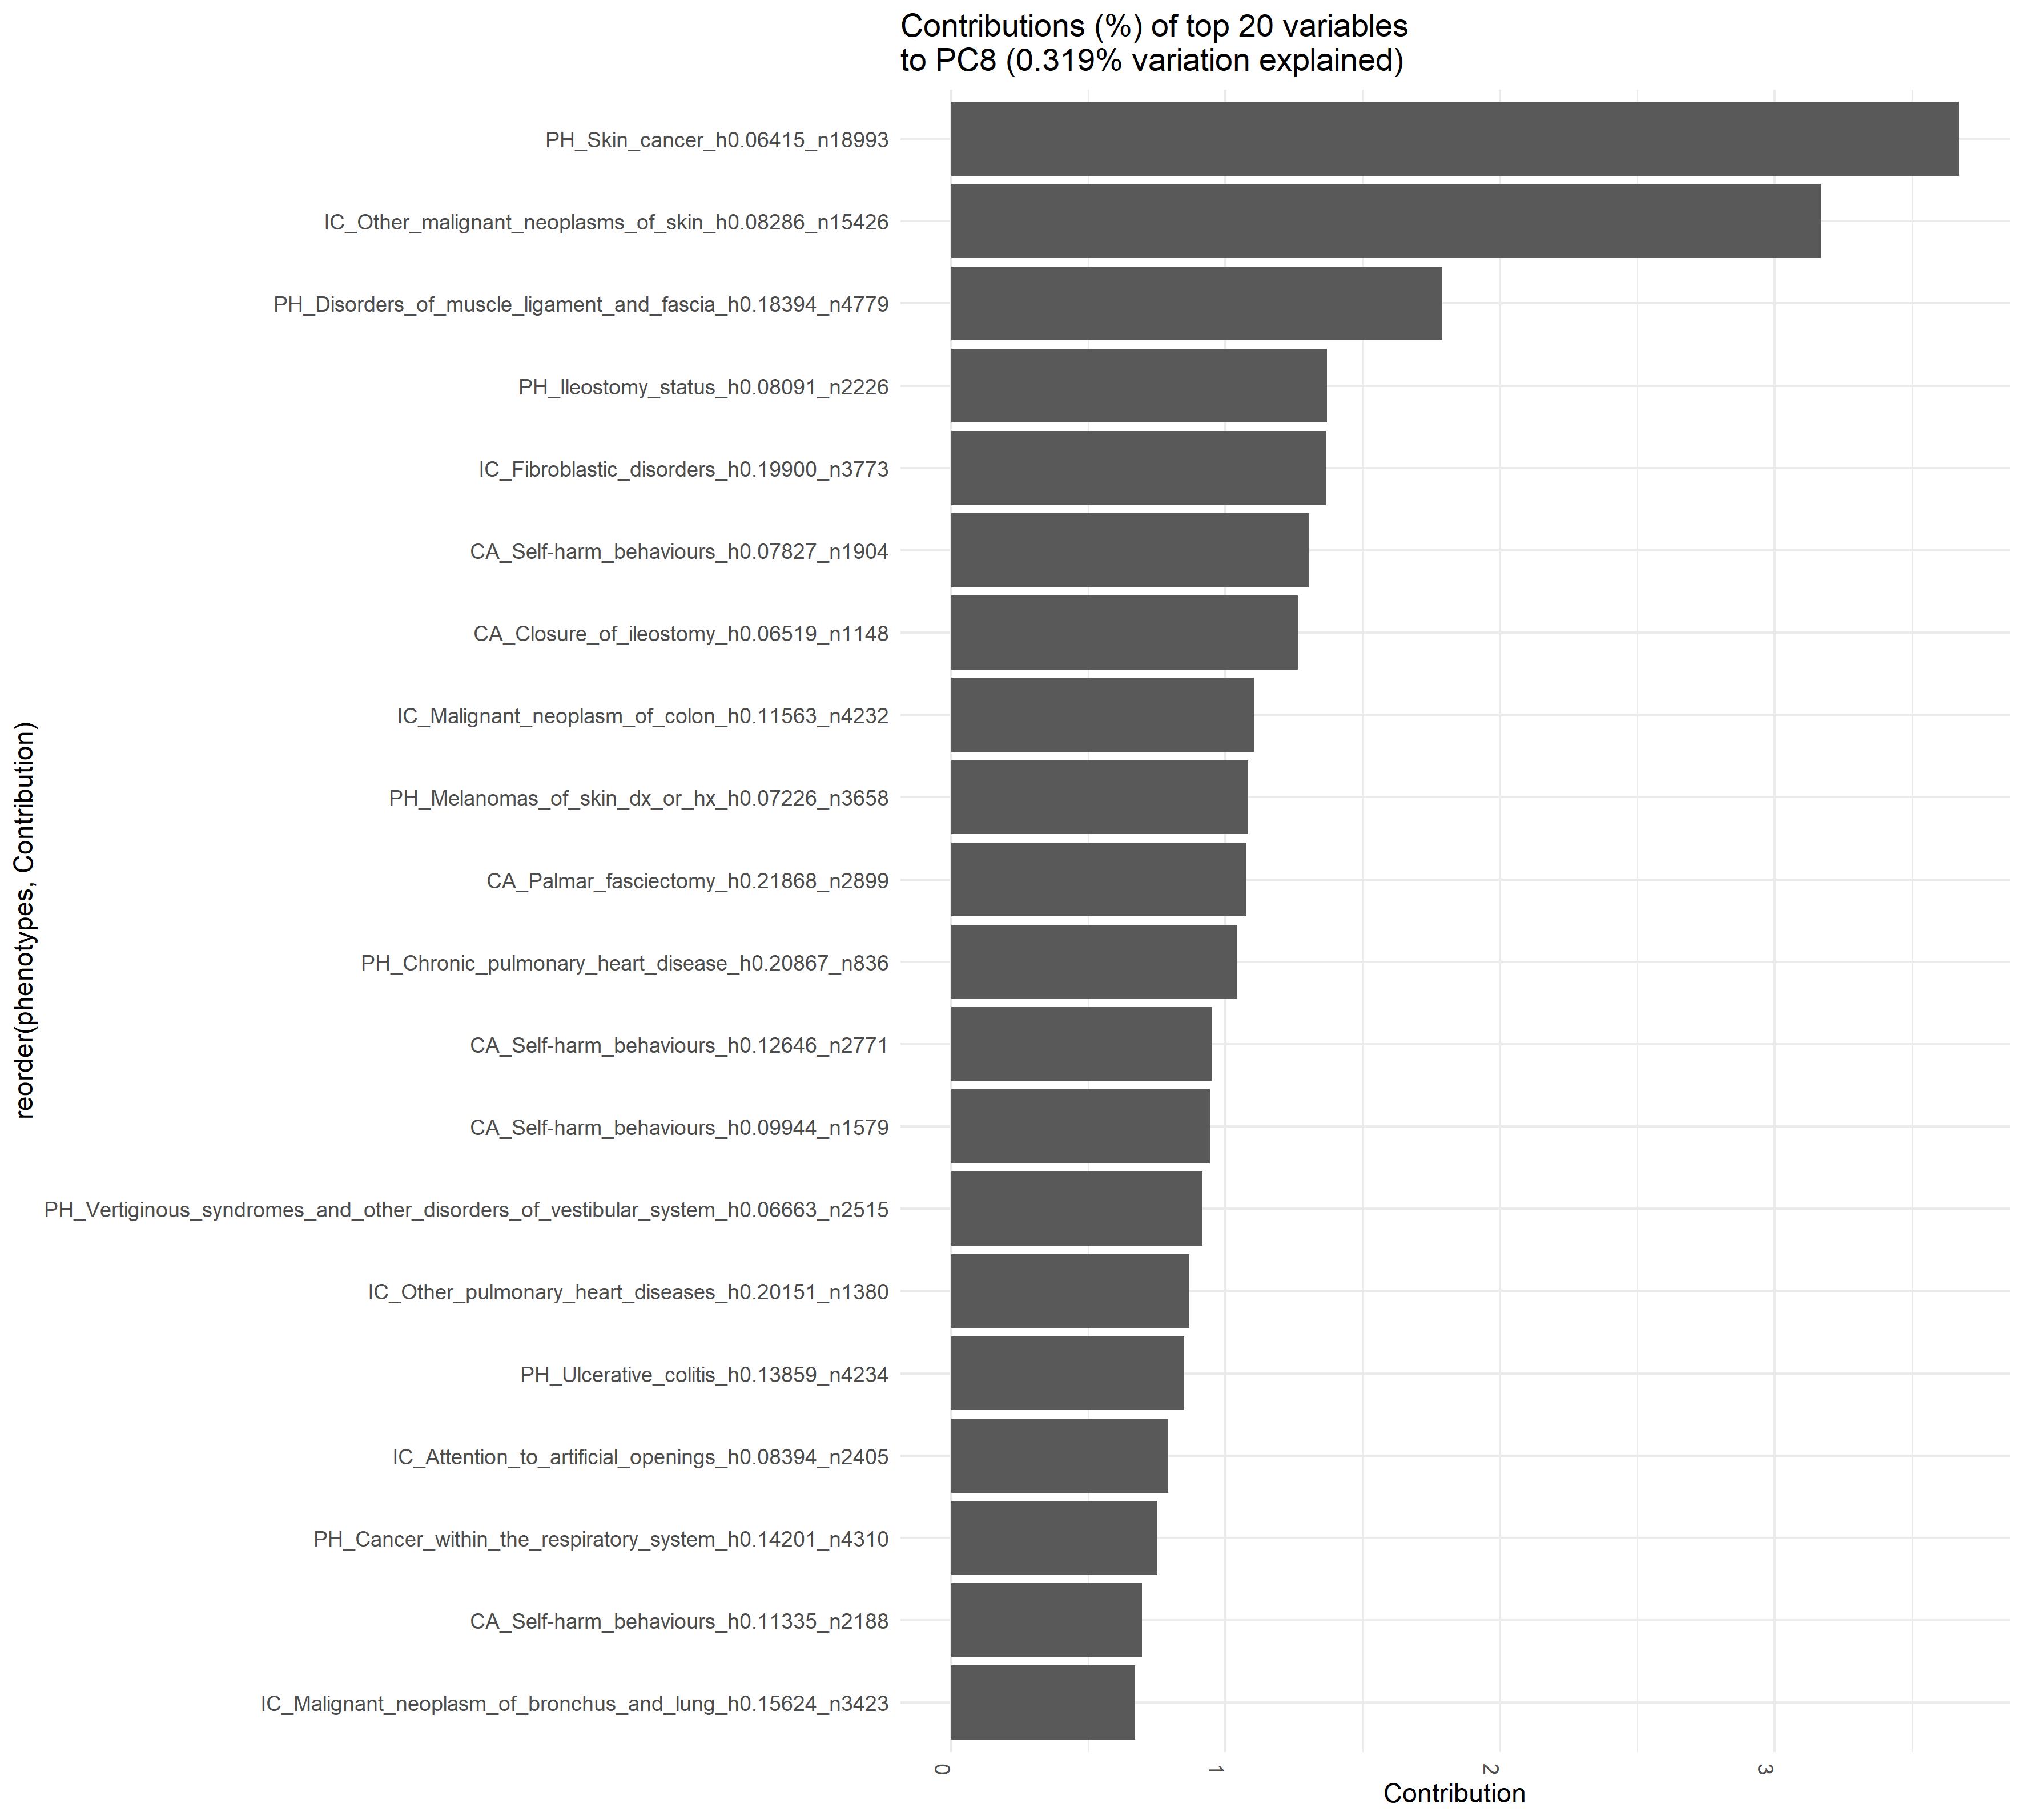 Contributions (%) of top 20 variables
to PC8 (0.319% variation explained)
reorder(phenotypes, Contribution)
PH_Skin_cancer_h0.06415_n18993
IC_Other_malignant_neoplasms_of_skin_h0.08286_n15426
PH_Disorders_of_muscle_ligament_and_fascia_h0.18394_n4779
PH_Ileostomy_status_h0.08091_n2226
IC_Fibroblastic_disorders_h0.19900_n3773
CA_Self-harm_behaviours_h0.07827_n1904
CA_Closure_of_ileostomy_h0.06519_n1148
IC_Malignant_neoplasm_of_colon_h0.11563_n4232
PH_Melanomas_of_skin_dx_or_hx_h0.07226_n3658
CA_Palmar_fasciectomy_h0.21868_n2899
PH_Chronic_pulmonary_heart_disease_h0.20867_n836
CA_Self-harm_behaviours_h0.12646_n2771
CA_Self-harm_behaviours_h0.09944_n1579
PH_Vertiginous_syndromes_and_other_disorders_of_vestibular_system_h0.06663_n2515
IC_Other_pulmonary_heart_diseases_h0.20151_n1380
PH_Ulcerative_colitis_h0.13859_n4234
IC_Attention_to_artificial_openings_h0.08394_n2405
PH_Cancer_within_the_respiratory_system_h0.14201_n4310
CA_Self-harm_behaviours_h0.11335_n2188
IC_Malignant_neoplasm_of_bronchus_and_lung_h0.15624_n3423
0 1 2 3
Contribution